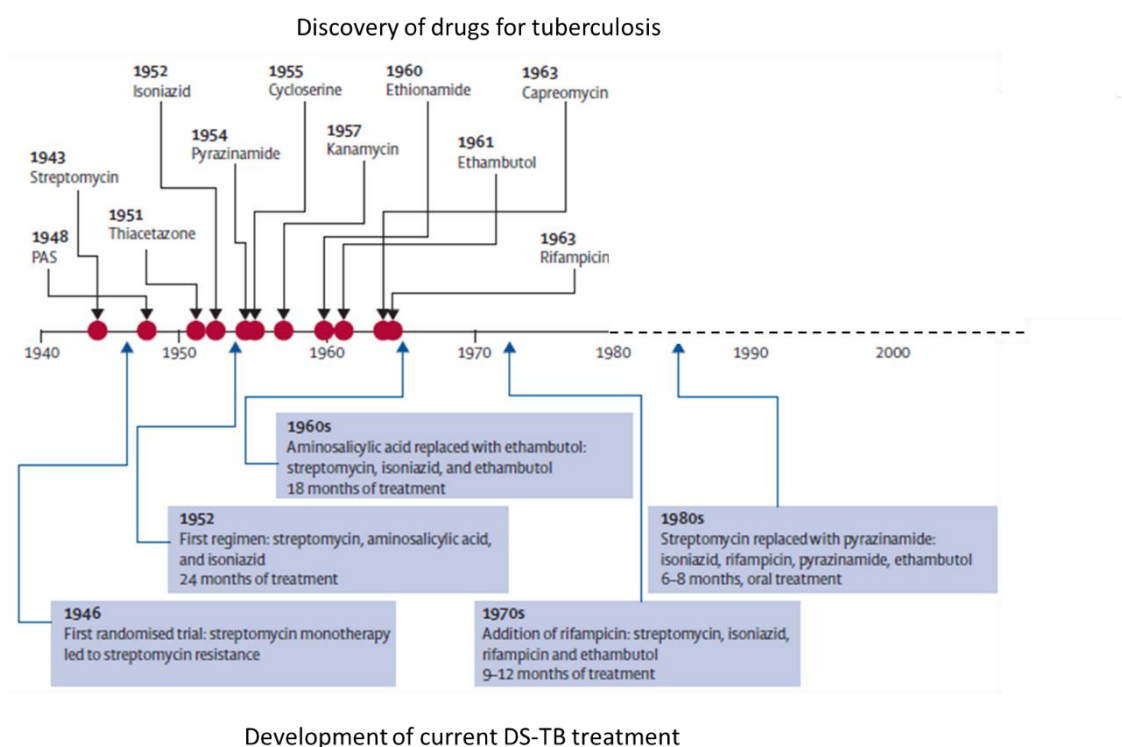 Discovery of drugs for tuberculosis
1952
Isoniazid
1955
Cycloserine
1960
Ethionamide
1963
Capreomycin
1954
Pyrazinamide
1957
Kanamycin
1961
Ethambutol
1943
Streptomycin
1951
Thiacetazone
1948
PAS
1963
Rifampicin
1940
1950
1960
1970
1980
1990
2000
1960s
Aminosalicylic acid replaced with ethambutol:
streptomycin, isoniazid, and ethambutol
18 months of treatment
1952
First regimen: streptomycin, aminosalicylic acid,
and isoniazid
24 months of treatment
1980s
Streptomycin replaced with pyrazinamide:
isoniazid, rifampicin, pyrazinamide, ethambutol
6–8 months, oral treatment
1946
First randomised trial: streptomycin monotherapy
led to streptomycin resistance
1970s
Addition of rifampicin: streptomycin, isoniazid,
rifampicin and ethambutol
9–12 months of treatment
Development of current DS-TB treatment